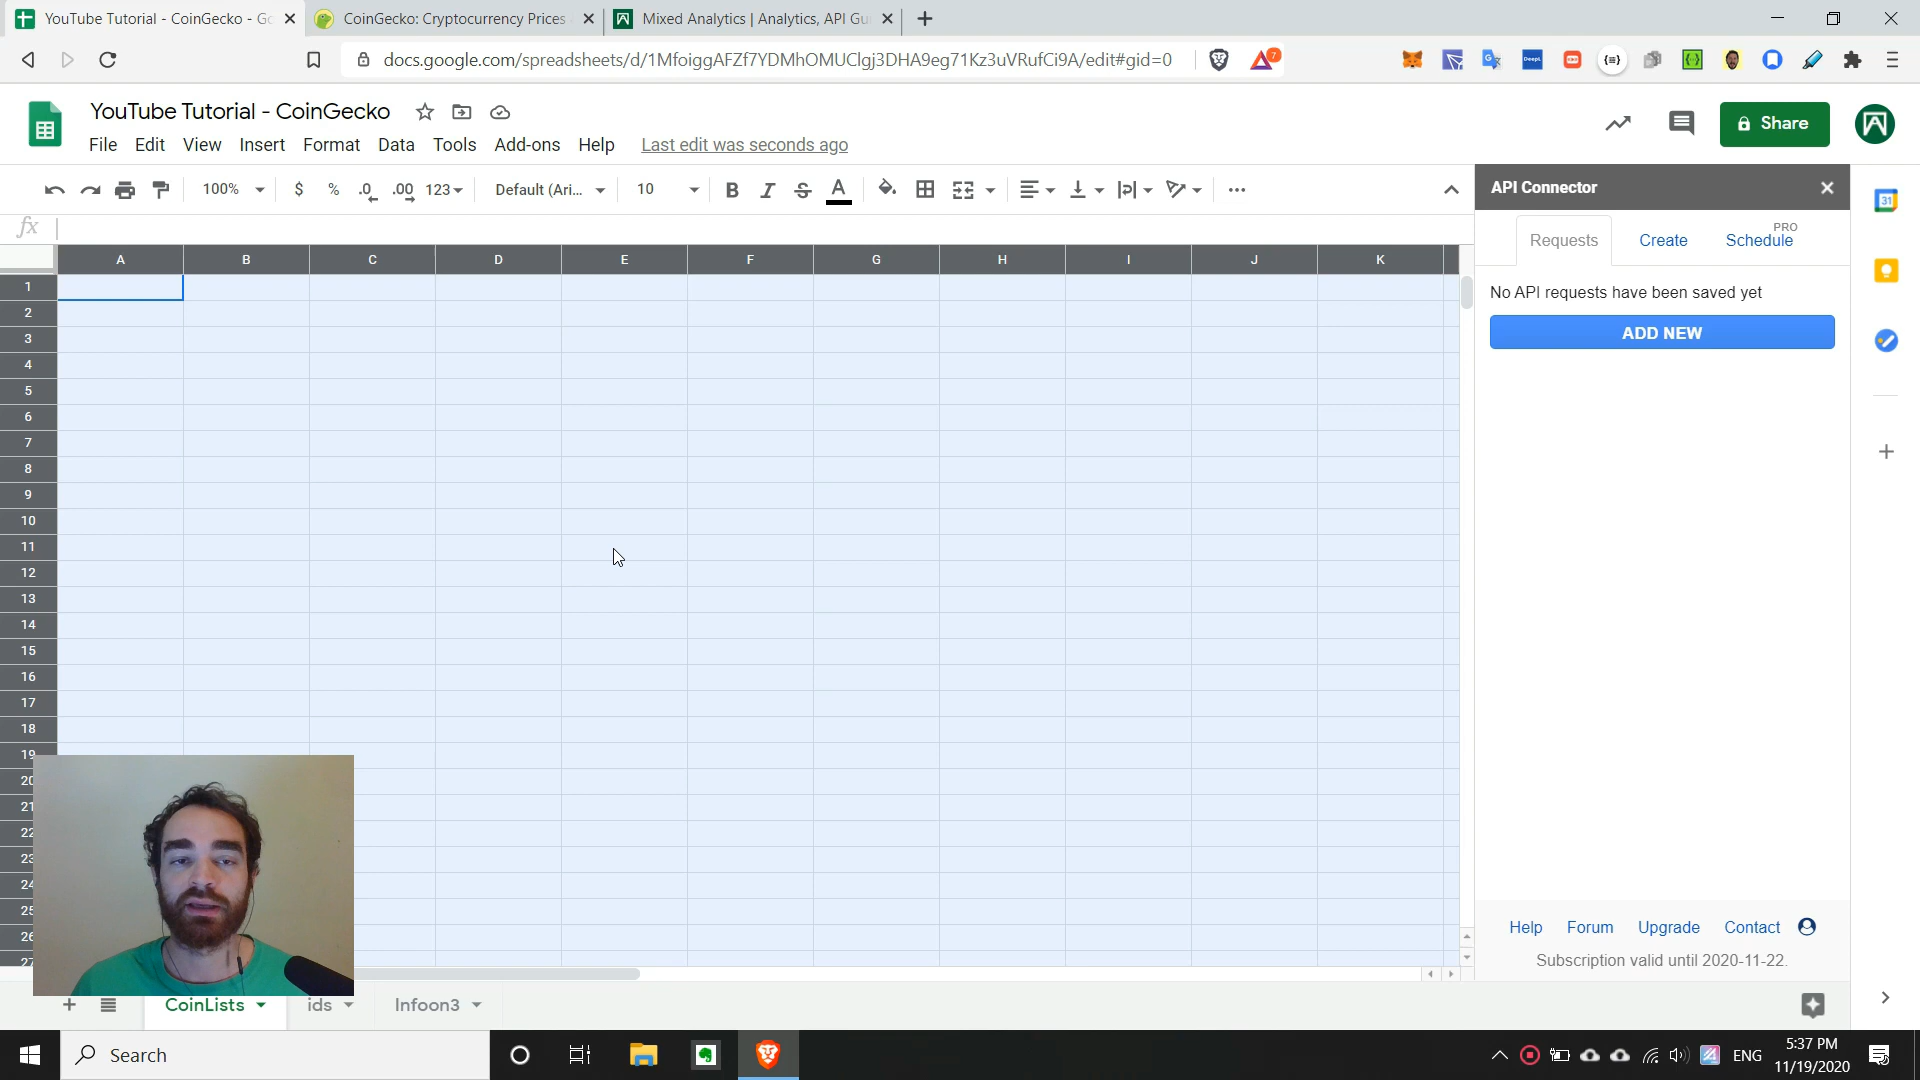 YouTube Tutorial - CoinGecko - Go
CoinGecko: Cryptocurrency Prices
Mixed Analytics | Analytics, API Gu
docs.google.com/spreadsheets/d/1MfoiggAFZf7YDMhOMUClgj3DHA9eg71Kz3uVRufCi9A/edit#gid=0
7
YouTube Tutorial - CoinGecko
File Edit View Insert Format Data Tools Add-ons Help Last edit was seconds ago
Share
100% $ % .0 .00 123 Default (Ari... 10 B I S A
fx
A B C D E F G H I J K
1
2
3
4
5
6
7
8
9
10
11
12
13
14
15
16
17
18
19
20
21
22
23
24
25
26
27
API Connector
Requests Create Schedule PRO
No API requests have been saved yet
ADD NEW
Help Forum Upgrade Contact
Subscription valid until 2020-11-22.
31
CoinLists ids Infoon3
Search
ENG
5:37 PM
11/19/2020